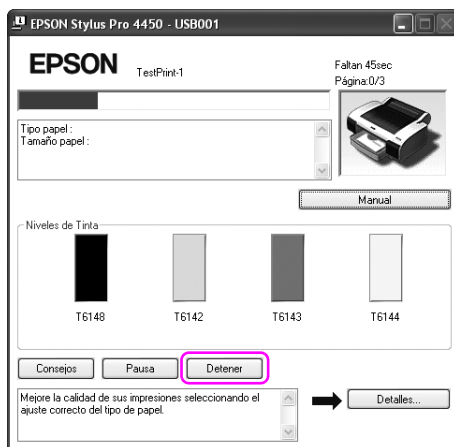 EPSON Stylus Pro 4450 - USB001
EPSON
TestPrint-1
Faltan 45sec
Página:0/3
Tipo papel :
Tamaño papel :
Manual
Niveles de Tinta
T6148
T6142
T6143
T6144
Consejos
Pausa
Detener
Mejore la calidad de sus impresiones seleccionando el
ajuste correcto del tipo de papel.
Detalles...